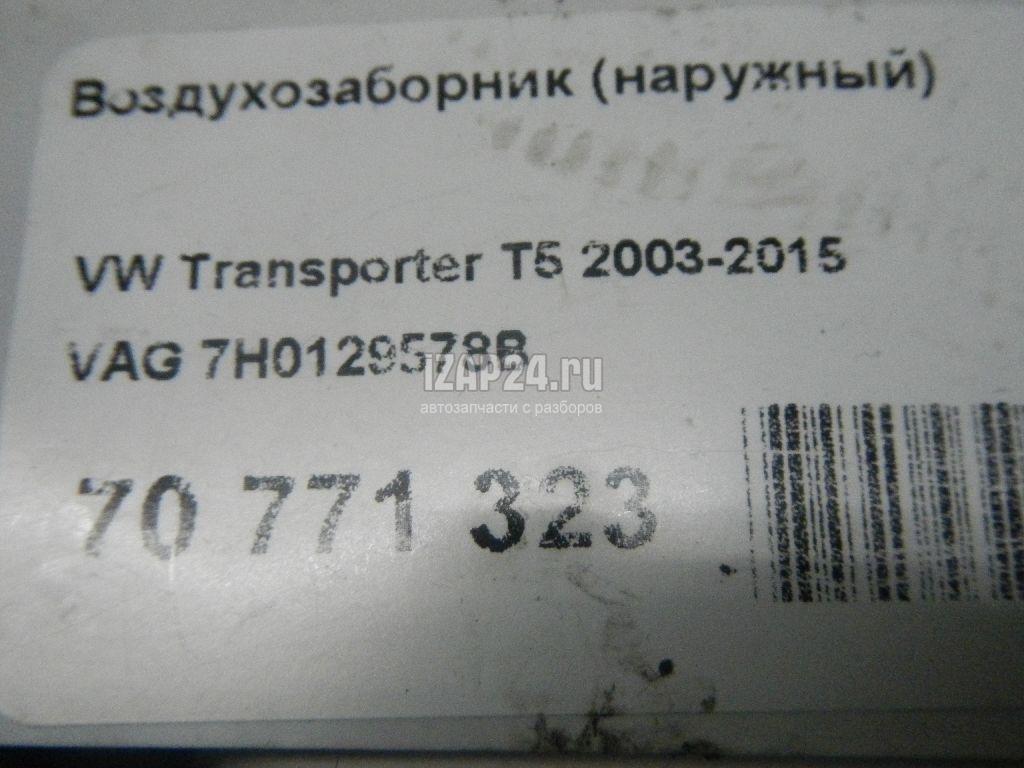 Воздухозаборник (наружный)
VW Transporter T5 2003-2015
VAG 7H0129578B
iZAP24.ru
автозапчасти с разборов
70 771 323